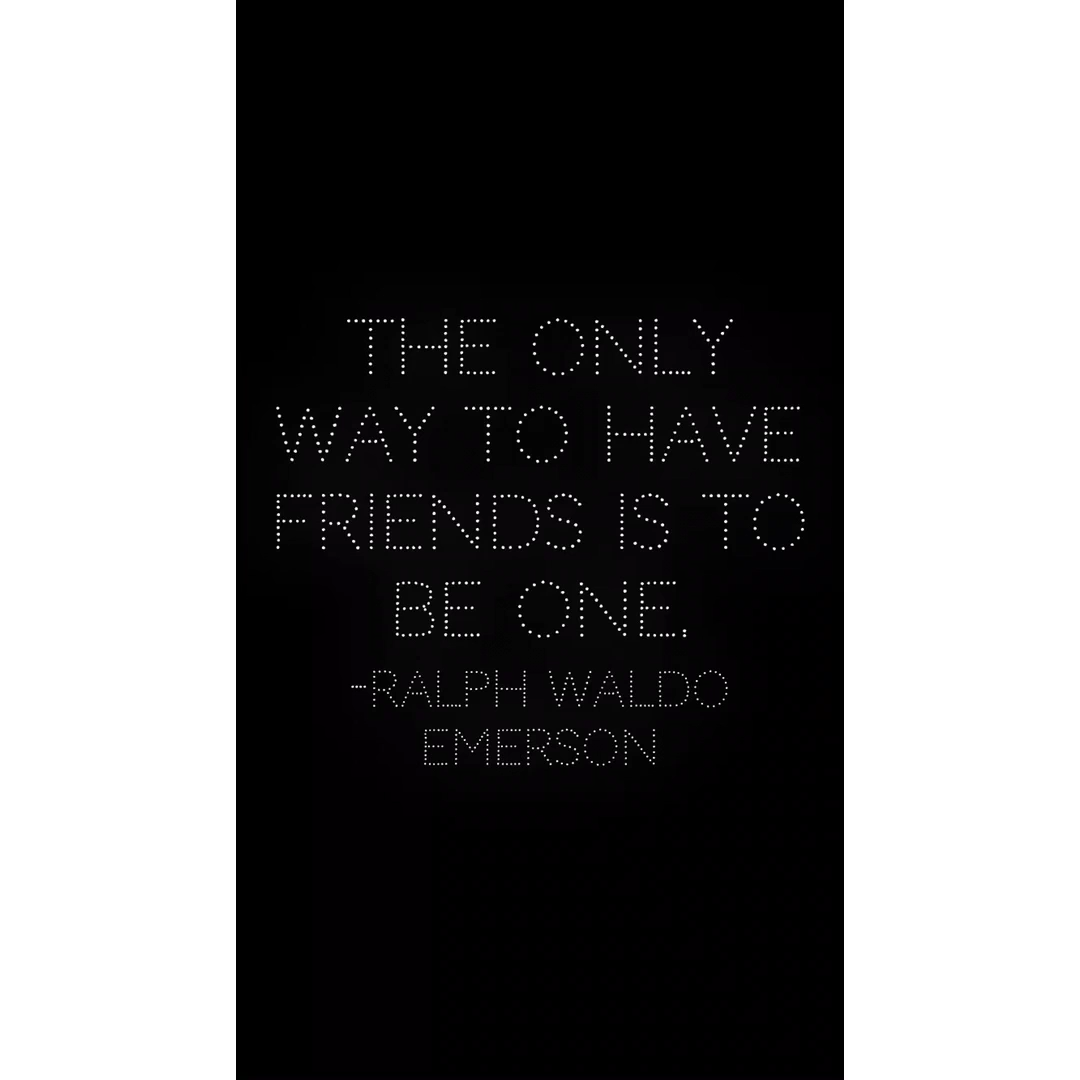 THE ONLY
WAY TO HAVE
FRIENDS IS TO
BE ONE.
-RALPH WALDO
EMERSON